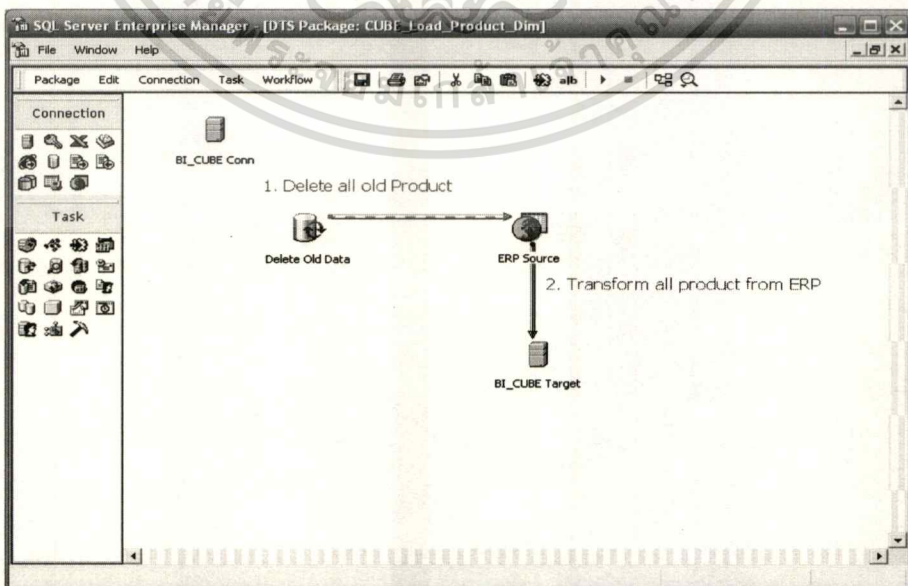 SQL Server Enterprise Manager - [DTS Package: CUBE_Load_Product_Dim]
File Window Help
Package Edit Connection Task Workflow alb
Connection
Task
BI_CUBE Conn
1. Delete all old Product
Delete Old Data
ERP Source
2. Transform all product from ERP
BI_CUBE Target